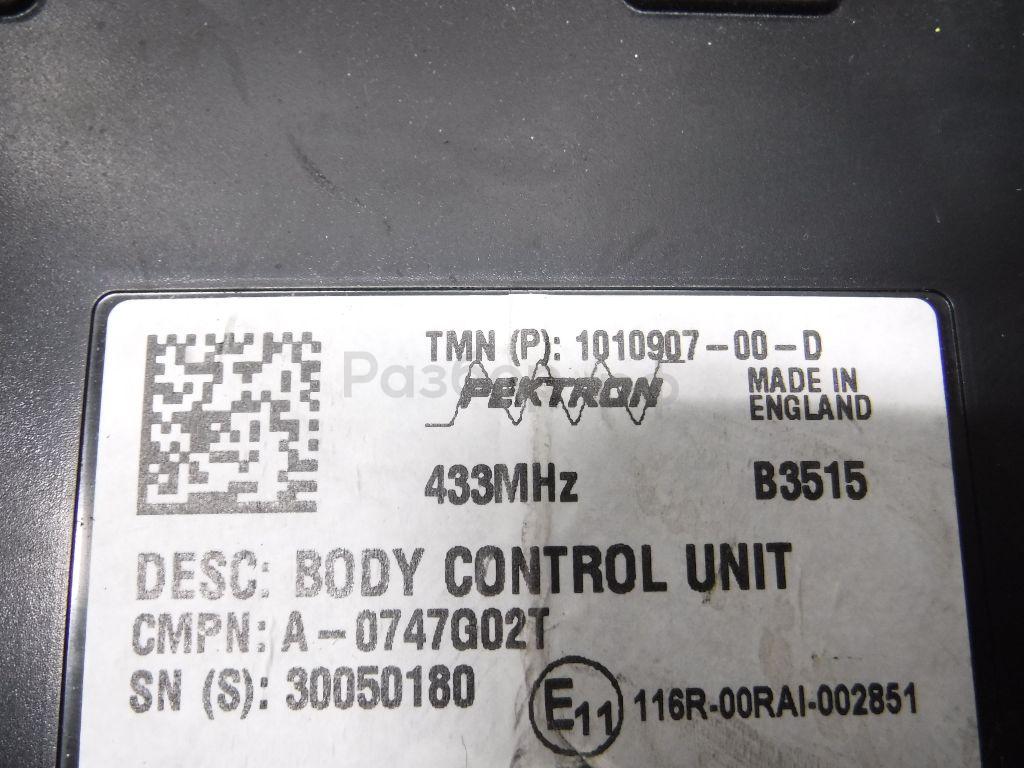 TMN (P): 1010907-00-D
PEKTRON
MADE IN
ENGLAND
433MHz
B3515
DESC: BODY CONTROL UNIT
CMPN: A-0747G02T
SN (S): 30050180
E11 116R-00RAI-002851